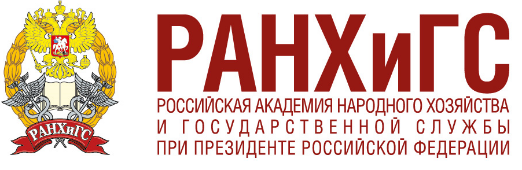 РАНХиГС
РАНХиГС
РОССИЙСКАЯ АКАДЕМИЯ НАРОДНОГО ХОЗЯЙСТВА
И ГОСУДАРСТВЕННОЙ СЛУЖБЫ
ПРИ ПРЕЗИДЕНТЕ РОССИЙСКОЙ ФЕДЕРАЦИИ